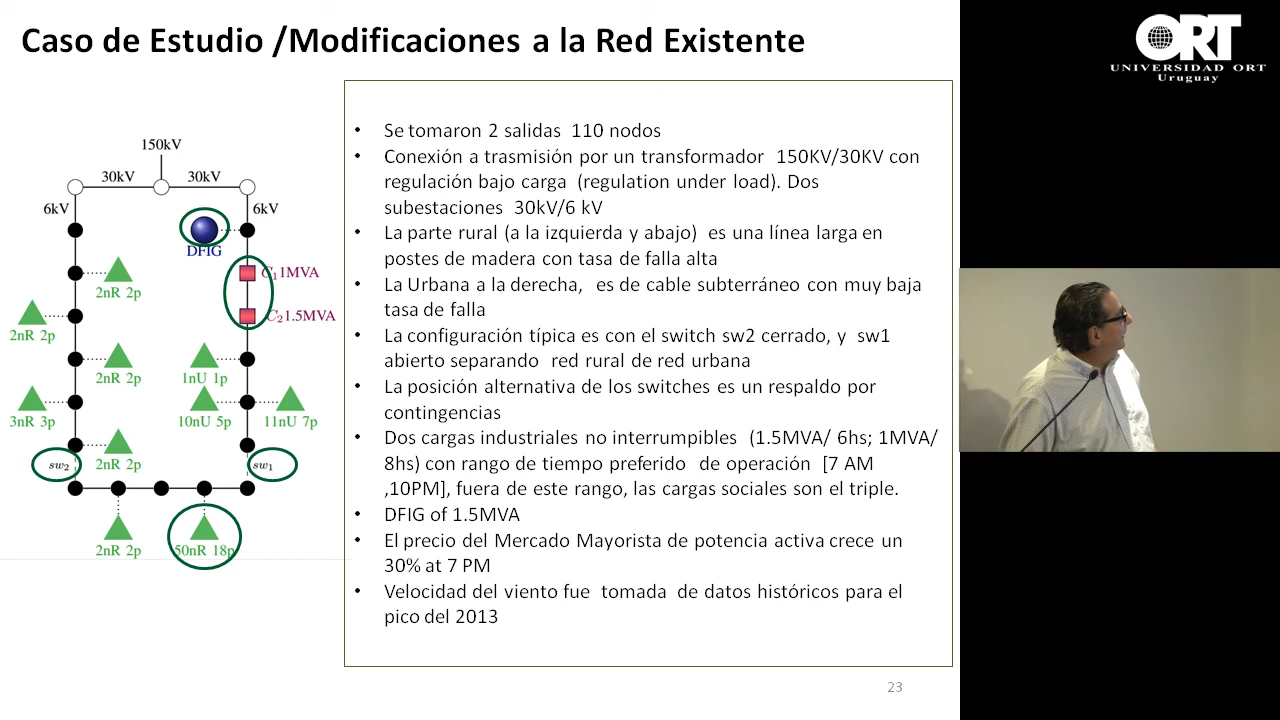 Caso de Estudio /Modificaciones a la Red Existente
ORT
UNIVERSIDAD ORT
Uruguay
150kV
30kV
30kV
6kV
6kV
DFIG
C₁1MVA
2nR 2p
C₂1.5MVA
2nR 2p
2nR 2p
1nU 1p
3nR 3p
10nU 5p
11nU 7p
2nR 2p
sw₂
sw₁
2nR 2p
50nR 18p
• Se tomaron 2 salidas 110 nodos
• Conexión a trasmisión por un transformador 150KV/30KV con
regulación bajo carga (regulation under load). Dos
subestaciones 30kV/6 kV
• La parte rural (a la izquierda y abajo) es una línea larga en
postes de madera con tasa de falla alta
• La Urbana a la derecha, es de cable subterráneo con muy baja
tasa de falla
• La configuración típica es con el switch sw2 cerrado, y sw1
abierto separando red rural de red urbana
• La posición alternativa de los switches es un respaldo por
contingencias
• Dos cargas industriales no interrumpibles (1.5MVA/ 6hs; 1MVA/
8hs) con rango de tiempo preferido de operación [7 AM
,10PM], fuera de este rango, las cargas sociales son el triple.
• DFIG of 1.5MVA
• El precio del Mercado Mayorista de potencia activa crece un
30% at 7 PM
• Velocidad del viento fue tomada de datos históricos para el
pico del 2013
23